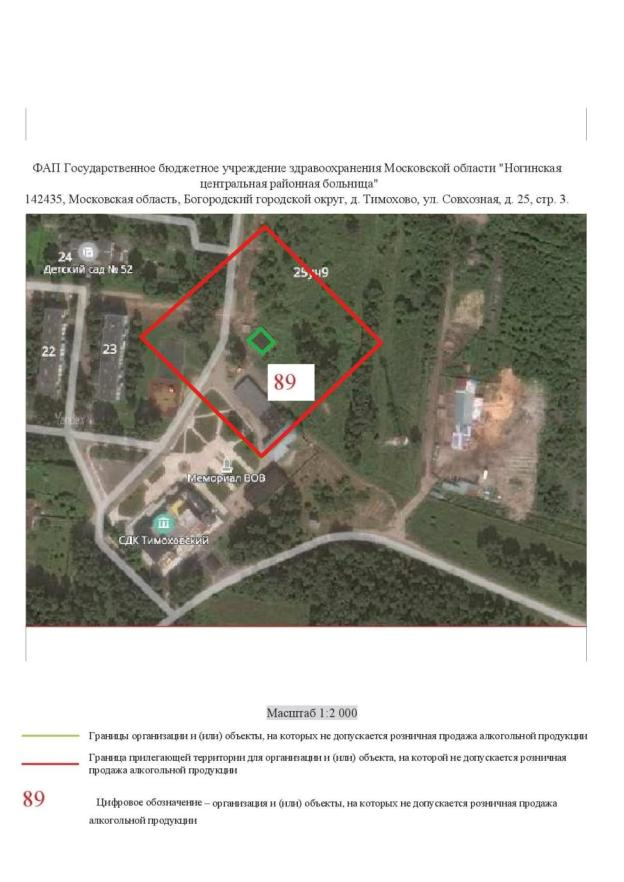 ФАП Государственное бюджетное учреждение здравоохранения Московской области "Ногинская
центральная районная больница"
142435, Московская область, Богородский городской округ, д. Тимохово, ул. Совхозная, д. 25, стр. 3.
24
Детский сад № 52
25уч9
22
23
89
Yandex
Мемориал ВОВ
СДК Тимоховский
Масштаб 1:2 000
Границы организации и (или) объекты, на которых не допускается розничная продажа алкогольной продукции
Граница прилегающей территории для организации и (или) объекта, на которой не допускается розничная
продажа алкогольной продукции
89
Цифровое обозначение – организация и (или) объекты, на которых не допускается розничная продажа
алкогольной продукции